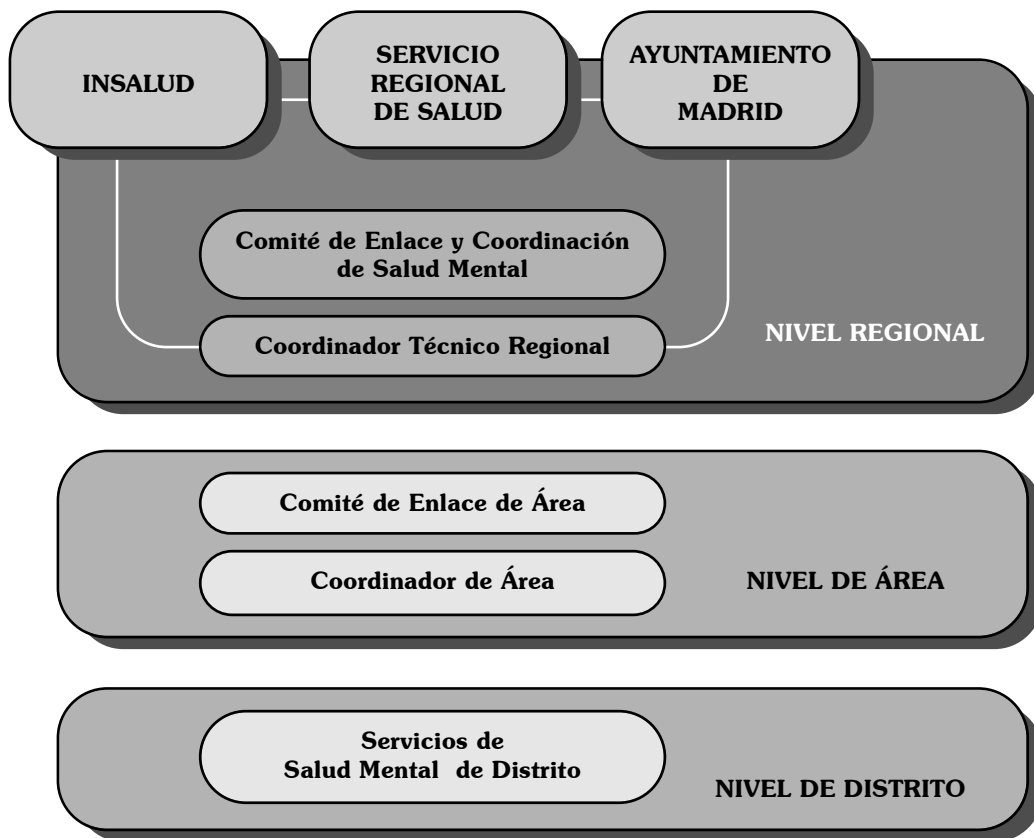 INSALUD
SERVICIO
REGIONAL
DE SALUD
AYUNTAMIENTO
DE
MADRID
Comité de Enlace y Coordinación
de Salud Mental
Coordinador Técnico Regional
NIVEL REGIONAL
Comité de Enlace de Área
Coordinador de Área
NIVEL DE ÁREA
Servicios de
Salud Mental de Distrito
NIVEL DE DISTRITO